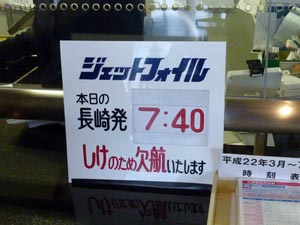 ジェットフォイル
本日の
長崎発 7:40
しけのため欠航いたします
平成22年3月~
時刻表